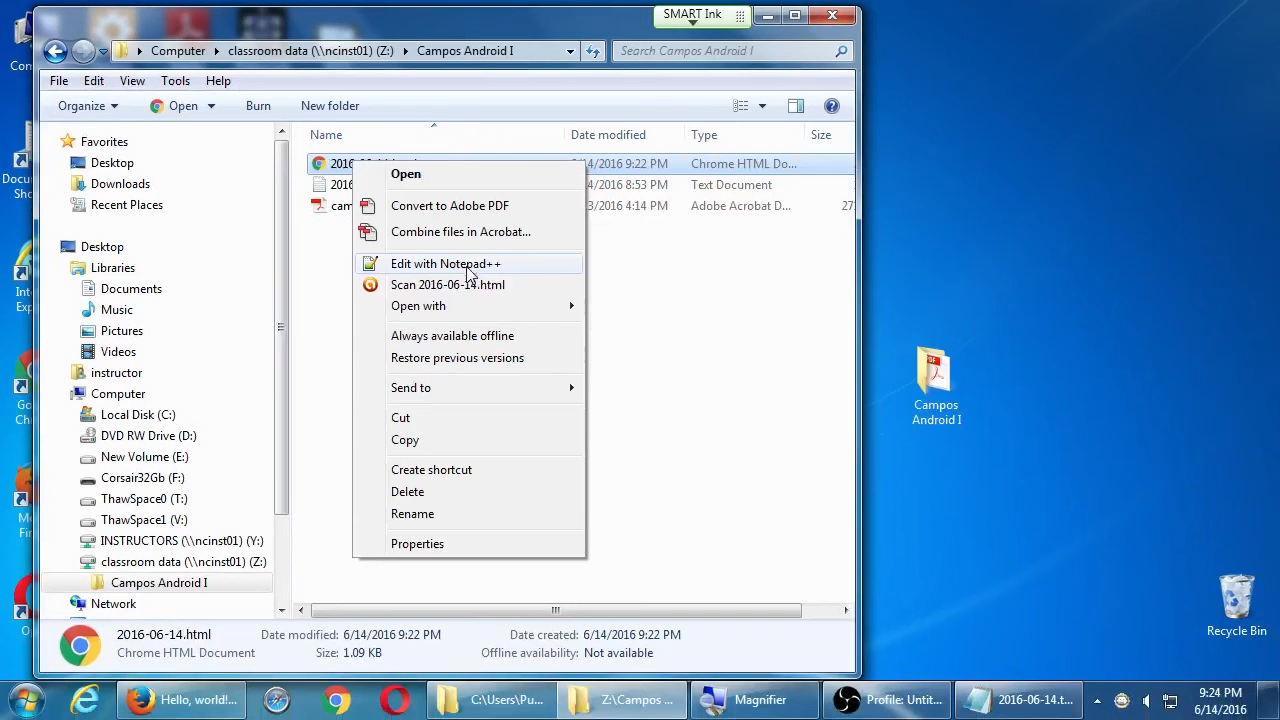 SMART Ink
Computer classroom data (\\ncinst01) (Z:) Campos Android I
Search Campos Android I
File Edit View Tools Help
Organize Open Burn New folder
Name Date modified Type Size
Favorites
Desktop
Downloads
Recent Places
Desktop
Libraries
Documents
Music
Pictures
Videos
instructor
Computer
Local Disk (C:)
DVD RW Drive (D:)
New Volume (E:)
Corsair32Gb (F:)
ThawSpace0 (T:)
ThawSpace1 (V:)
INSTRUCTORS (\\ncinst01) (Y:)
classroom data (\\ncinst01) (Z:)
Campos Android I
Network
/14/2016 9:22 PM Chrome HTML Do...
2016 4/2016 8:53 PM Text Document
cam 3/2016 4:14 PM Adobe Acrobat D... 27
Open
Convert to Adobe PDF
Combine files in Acrobat...
Edit with Notepad++
Scan 2016-06-14.html
Open with
Always available offline
Restore previous versions
Send to
Cut
Copy
Create shortcut
Delete
Rename
Properties
2016-06-14.html Date modified: 6/14/2016 9:22 PM Date created: 6/14/2016 9:22 PM
Chrome HTML Document Size: 1.09 KB Offline availability: Not available
Campos
Android I
Recycle Bin
Hello, world!...
C:\Users\Pu...
Z:\Campos ...
Magnifier
Profile: Untit...
2016-06-14.t...
9:24 PM
6/14/2016